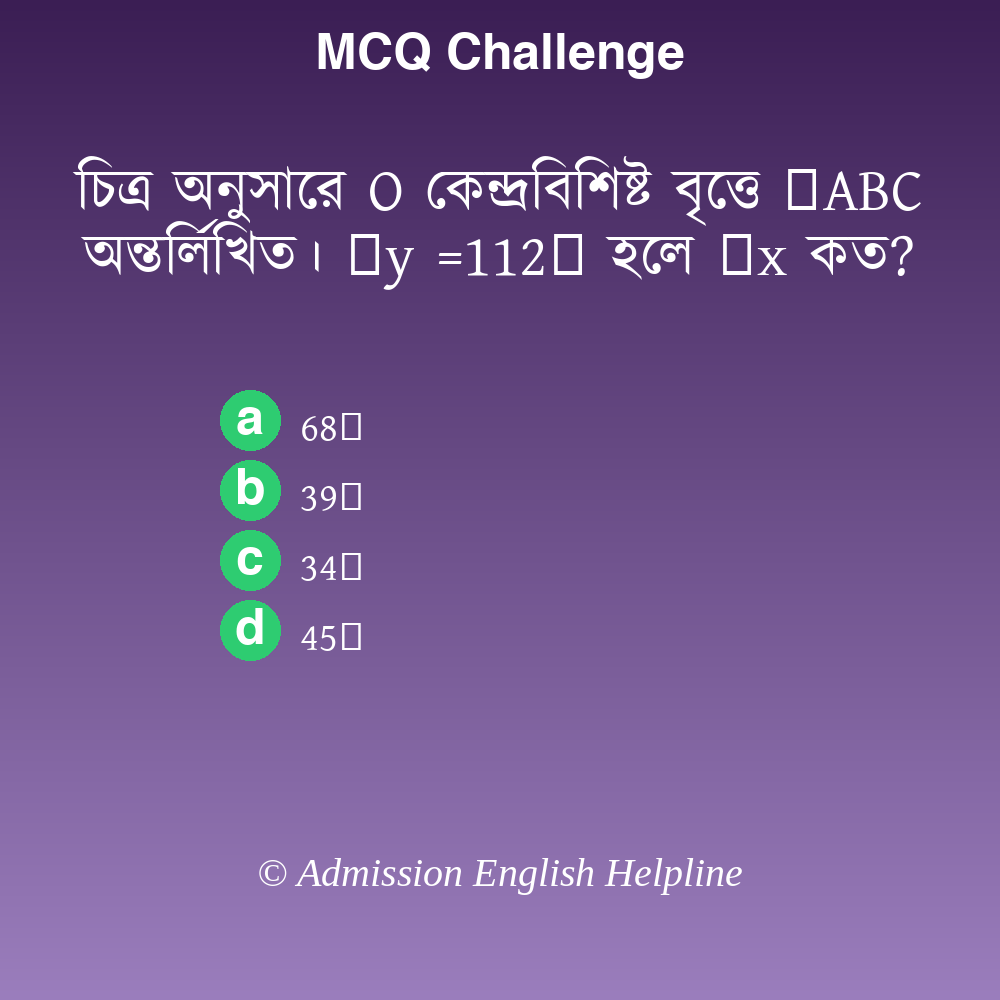 MCQ Challenge
চিত্র অনুসারে O কেন্দ্রবিশিষ্ট বৃত্তে ▯ABC
অন্তর্লিখিত। ▯y =112▯ হলে ▯x কত?
a 68▯
b 39▯
c 34▯
d 45▯
© Admission English Helpline